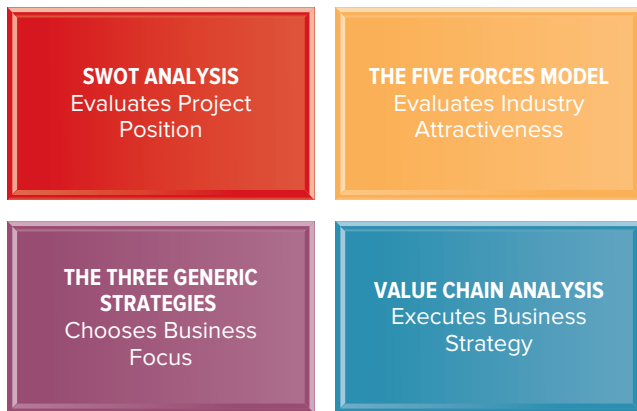 SWOT ANALYSIS
Evaluates Project
Position
THE FIVE FORCES MODEL
Evaluates Industry
Attractiveness
THE THREE GENERIC
STRATEGIES
Chooses Business
Focus
VALUE CHAIN ANALYSIS
Executes Business
Strategy